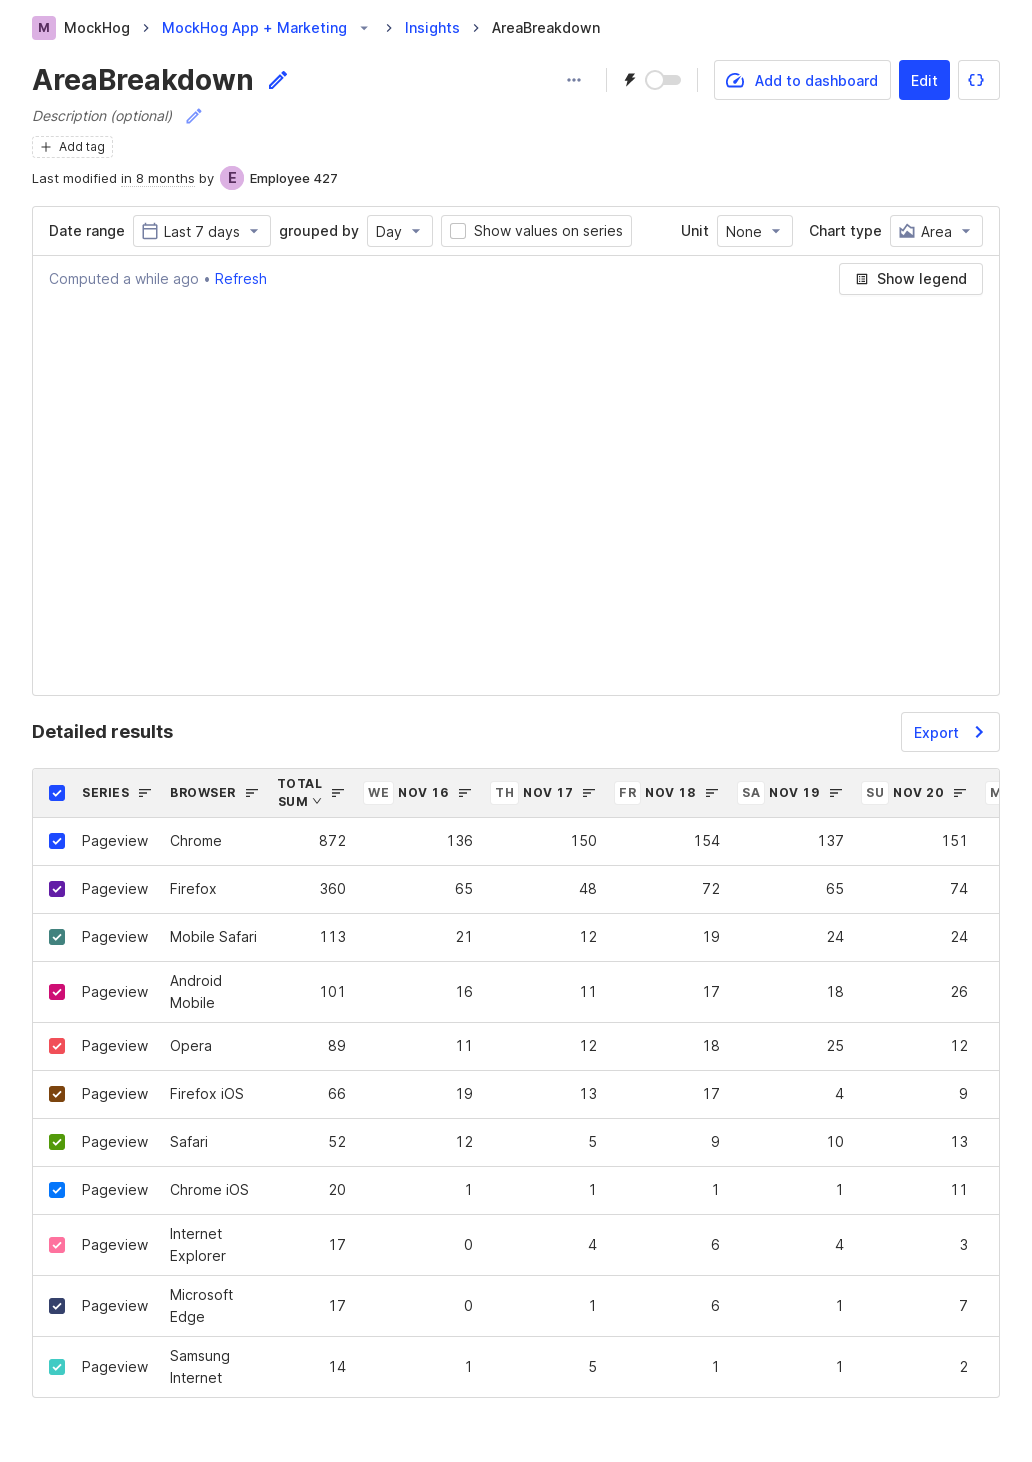 M MockHog MockHog App + Marketing Insights AreaBreakdown
AreaBreakdown
Add to dashboard Edit
Description (optional)
Add tag
Last modified in 8 months by E Employee 427
Date range Last 7 days grouped by Day Show values on series Unit None Chart type Area
Computed a while ago • Refresh Show legend
Detailed results Export
SERIES BROWSER TOTAL SUM WE NOV 16 TH NOV 17 FR NOV 18 SA NOV 19 SU NOV 20 M
Pageview Chrome 872 136 150 154 137 151
Pageview Firefox 360 65 48 72 65 74
Pageview Mobile Safari 113 21 12 19 24 24
Pageview Android Mobile 101 16 11 17 18 26
Pageview Opera 89 11 12 18 25 12
Pageview Firefox iOS 66 19 13 17 4 9
Pageview Safari 52 12 5 9 10 13
Pageview Chrome iOS 20 1 1 1 1 11
Pageview Internet Explorer 17 0 4 6 4 3
Pageview Microsoft Edge 17 0 1 6 1 7
Pageview Samsung Internet 14 1 5 1 1 2